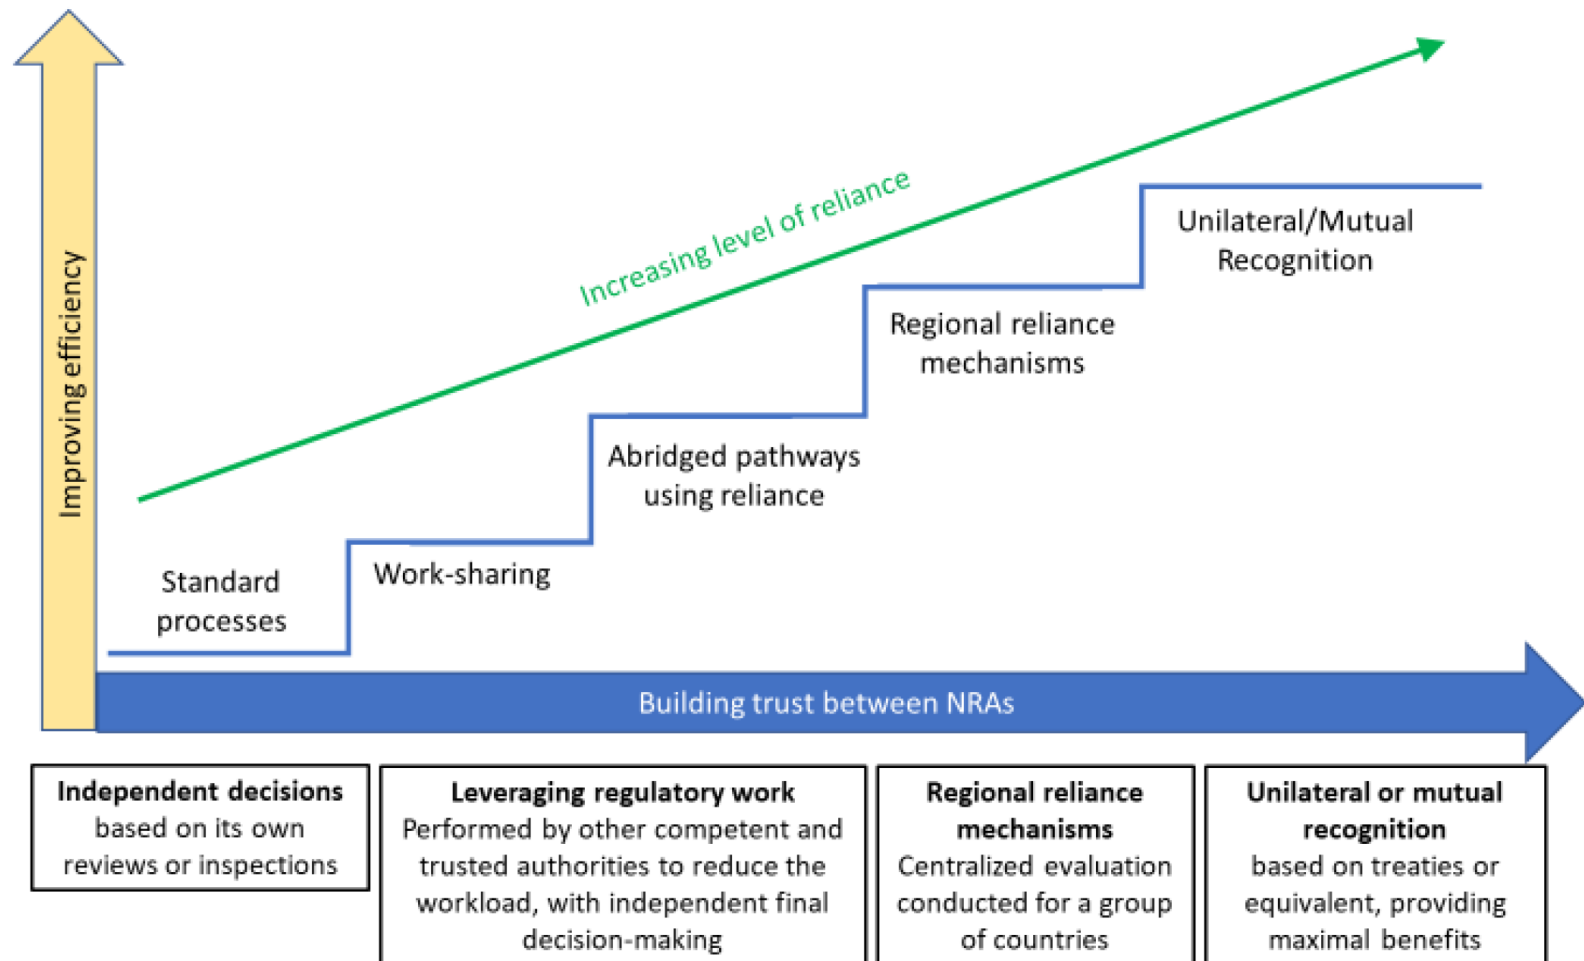 Improving efficiency
Increasing level of reliance
Standard
processes
Work-sharing
Abridged pathways
using reliance
Regional reliance
mechanisms
Unilateral/Mutual
Recognition
Building trust between NRAs
Independent decisions
based on its own
reviews or inspections
Leveraging regulatory work
Performed by other competent and
trusted authorities to reduce the
workload, with independent final
decision-making
Regional reliance
mechanisms
Centralized evaluation
conducted for a group
of countries
Unilateral or mutual
recognition
based on treaties or
equivalent, providing
maximal benefits